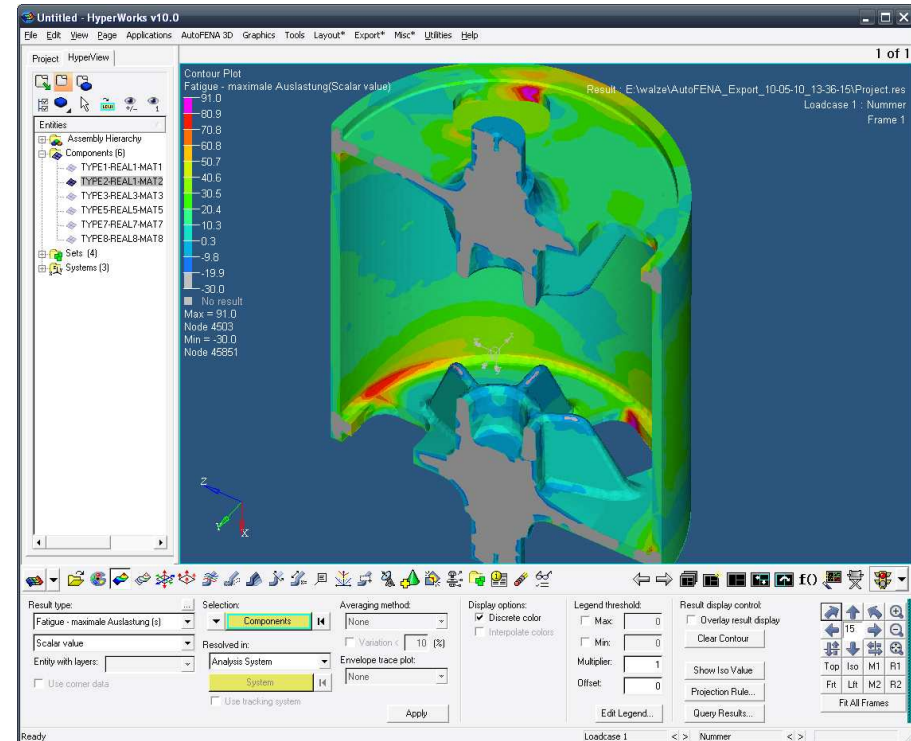 Untitled - HyperWorks v10.0
File Edit View Page Applications AutoFENA 3D Graphics Tools Layout* Export* Misc* Utilities Help
Project HyperView
1 of 1
Entities
Assembly Hierarchy
Components (6)
TYPE1-REAL1-MAT1
TYPE2-REAL1-MAT2
TYPE3-REAL3-MAT3
TYPE5-REAL5-MAT5
TYPE7-REAL7-MAT7
TYPE8-REAL8-MAT8
Sets (4)
Systems (3)
Contour Plot
Fatigue - maximale Auslastung(Scalar value)
91.0
80.9
70.8
60.8
50.7
40.6
30.5
20.4
10.3
0.3
-9.8
-19.9
-30.0
No result
Max = 91.0
Node 4503
Min = -30.0
Node 45851
Result : E:\walze\AutoFENA_Export_10-05-10_13-36-15\Project.res
Loadcase 1 : Nummer
Frame 1
Z
Y
X
f()
Result type:
Fatigue - maximale Auslastung (s)
Scalar value
Entity with layers:
Use corner data
Selection:
Components
Resolved in:
Analysis System
System
Use tracking system
Averaging method:
None
Variation < 10 (%)
Envelope trace plot:
None
Apply
Display options:
Discrete color
Interpolate colors
Legend threshold:
Max: 0
Min: 0
Multiplier: 1
Offset: 0
Edit Legend...
Result display control:
Overlay result display
Clear Contour
Show Iso Value
Projection Rule...
Query Results...
15
Top Iso M1 R1
Frt Lft M2 R2
Fit All Frames
Ready
Loadcase 1 < > Nummer < >